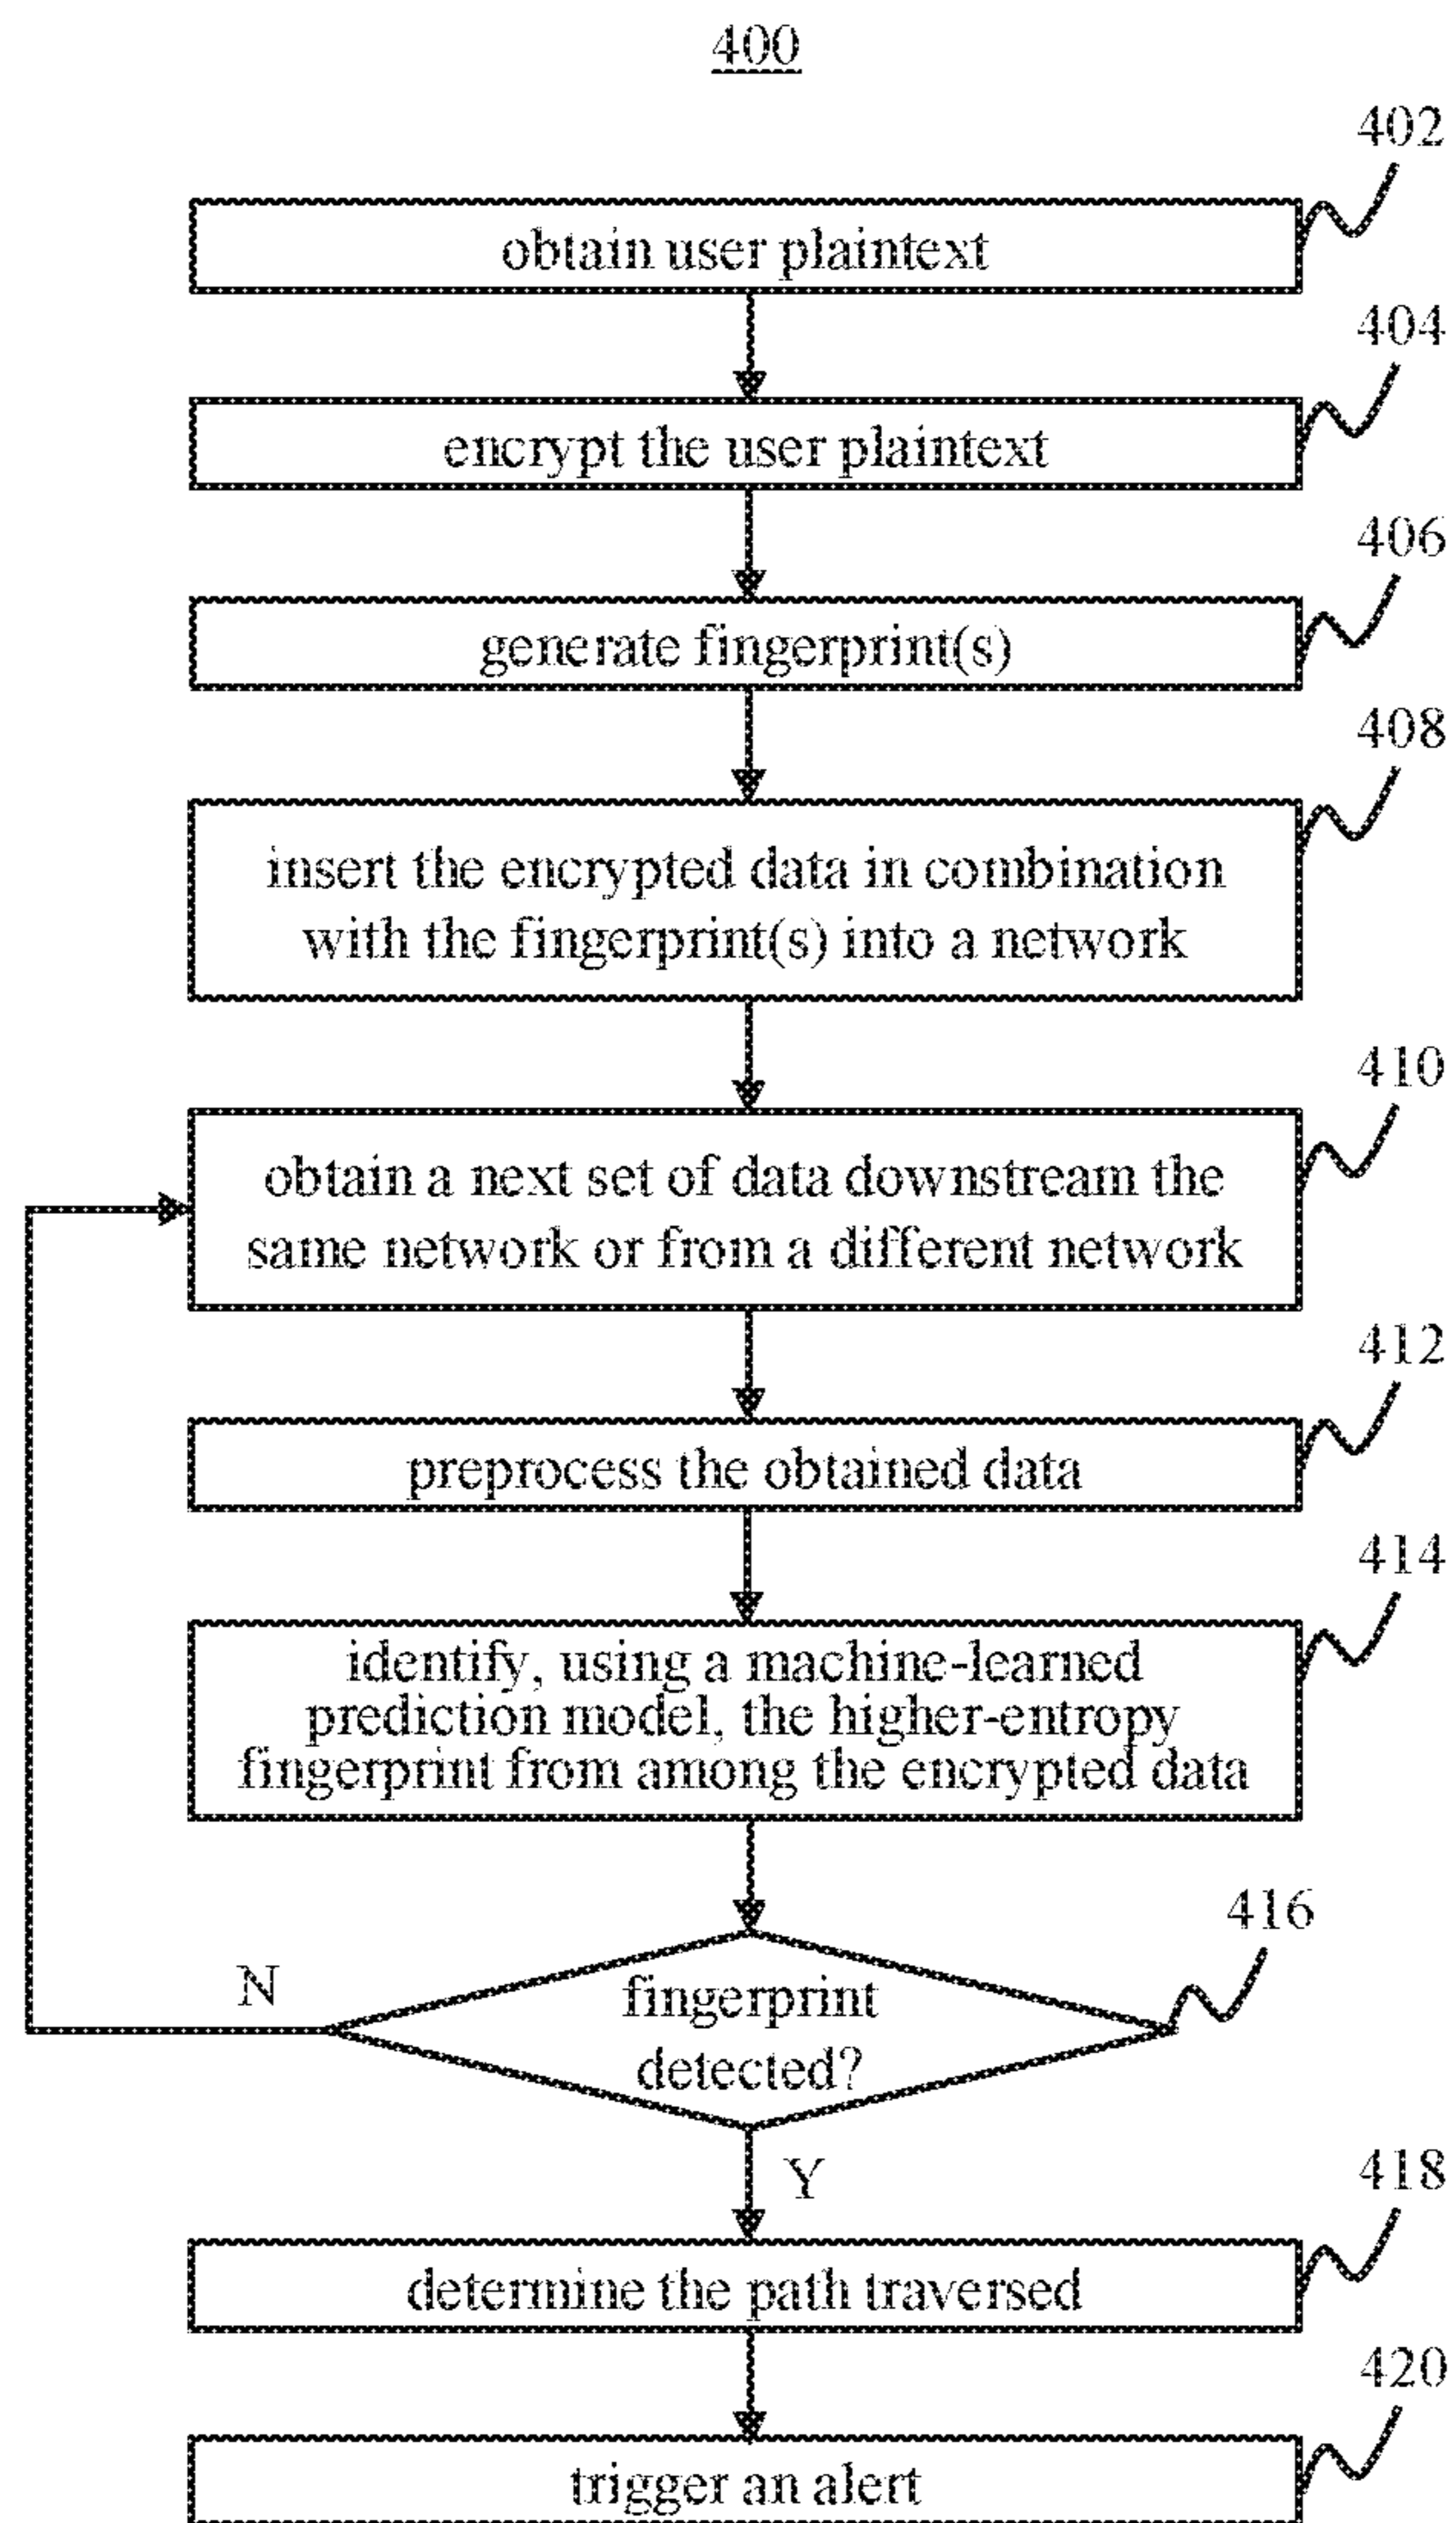 400
402
obtain user plaintext
404
encrypt the user plaintext
406
generate fingerprint(s)
408
insert the encrypted data in combination
with the fingerprint(s) into a network
410
obtain a next set of data downstream the
same network or from a different network
412
preprocess the obtained data
414
identify, using a machine-learned
prediction model, the higher-entropy
fingerprint from among the encrypted data
416
N
fingerprint
detected?
Y
418
determine the path traversed
420
trigger an alert